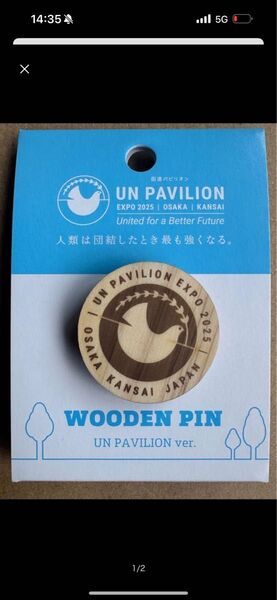 14:35
5G
国連パビリオン
UN PAVILION
EXPO 2025 | OSAKA | KANSAI
United for a Better Future
人類は団結したとき最も強くなる。
UN PAVILION EXPO 2025 |
OSAKA KANSAI JAPAN |
WOODEN PIN
UN PAVILION ver.
1/2